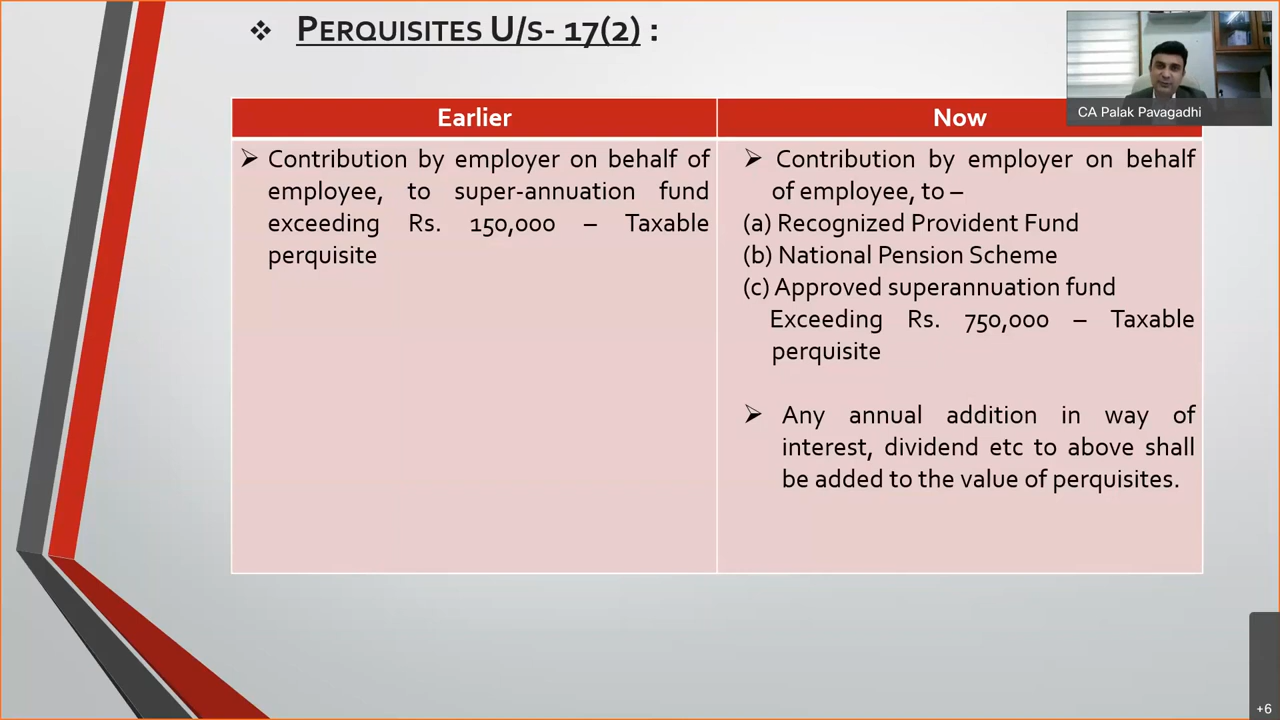 ❖ PERQUISITES U/S- 17(2) :
CA Palak Pavagadhi
Earlier
Now
➢ Contribution by employer on behalf of
employee, to super-annuation fund
exceeding Rs. 150,000 – Taxable
perquisite
➢ Contribution by employer on behalf
of employee, to –
(a) Recognized Provident Fund
(b) National Pension Scheme
(c) Approved superannuation fund
Exceeding Rs. 750,000 – Taxable
perquisite
➢ Any annual addition in way of
interest, dividend etc to above shall
be added to the value of perquisites.
+6